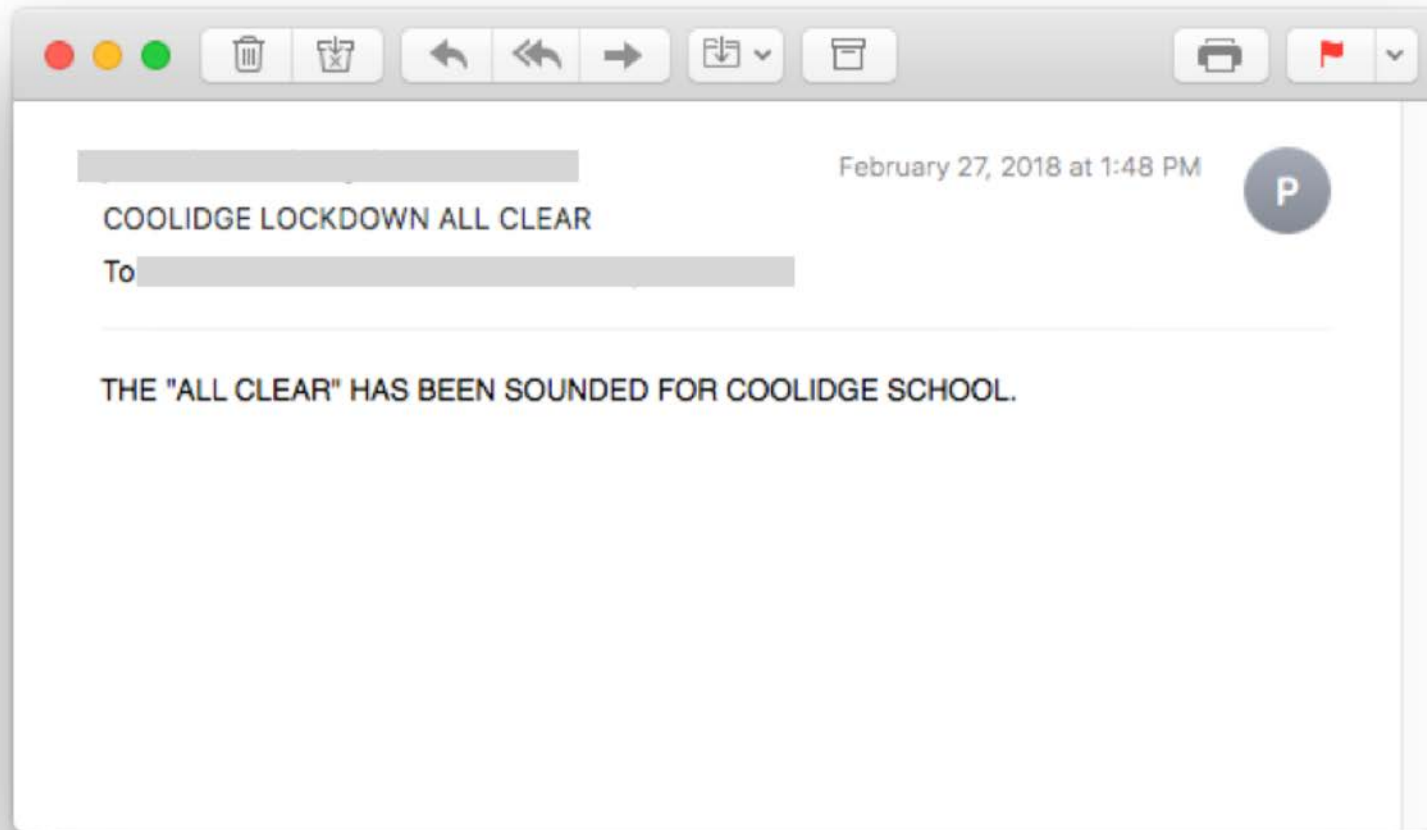 February 27, 2018 at 1:48 PM
P
COOLIDGE LOCKDOWN ALL CLEAR
To
THE "ALL CLEAR" HAS BEEN SOUNDED FOR COOLIDGE SCHOOL.